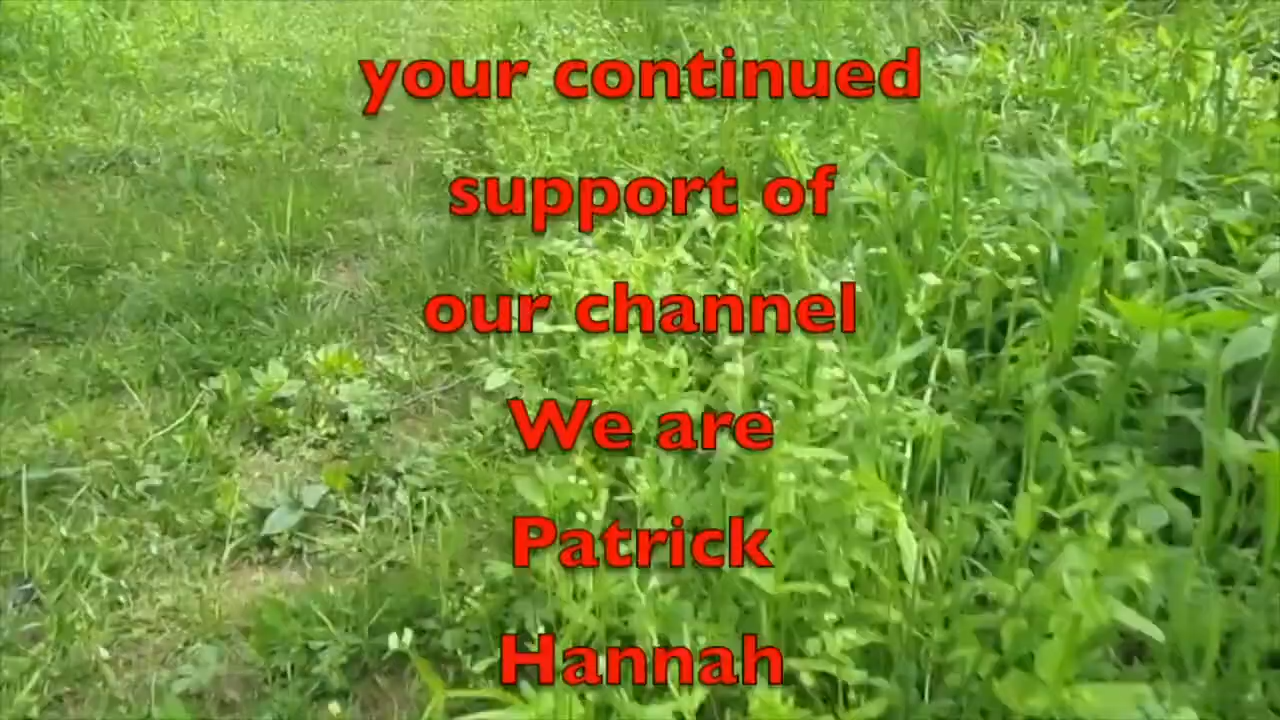 your continued
support of
our channel
We are
Patrick
Hannah